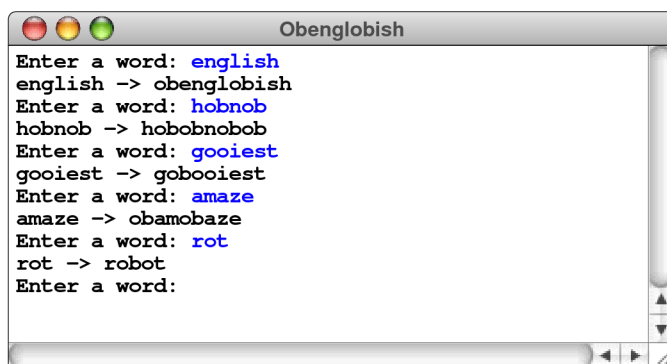 Obenglobish
Enter a word: english
english -> obenglobish
Enter a word: hobnob
hobnob -> hobobnobob
Enter a word: gooiest
gooiest -> gobooiest
Enter a word: amaze
amaze -> obamobaze
Enter a word: rot
rot -> robot
Enter a word: